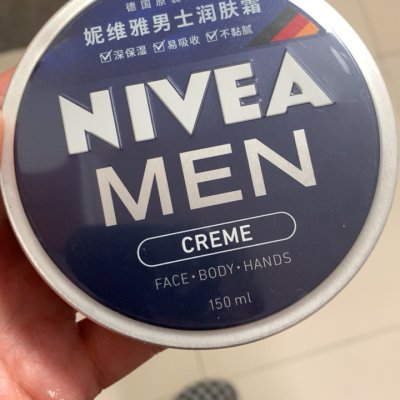 德国原装
妮维雅男士润肤霜
深保湿 易吸收 不黏腻
NIVEA
MEN
CREME
FACE·BODY·HANDS
150 ml